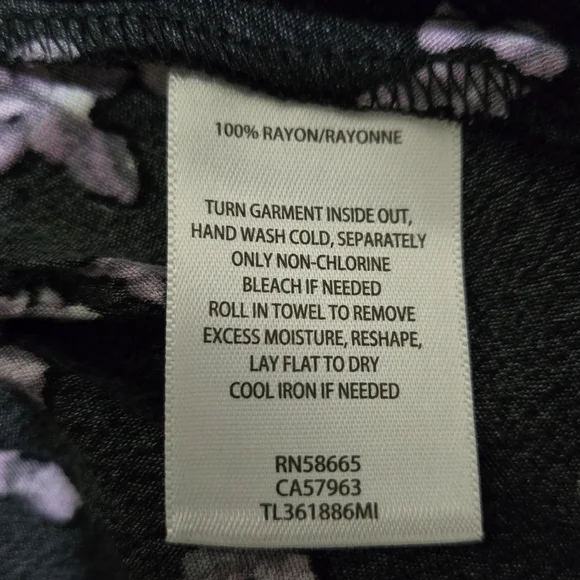 100% RAYON/RAYONNE
TURN GARMENT INSIDE OUT,
HAND WASH COLD, SEPARATELY
ONLY NON-CHLORINE
BLEACH IF NEEDED
ROLL IN TOWEL TO REMOVE
EXCESS MOISTURE, RESHAPE,
LAY FLAT TO DRY
COOL IRON IF NEEDED
RN58665
CA57963
TL361886MI